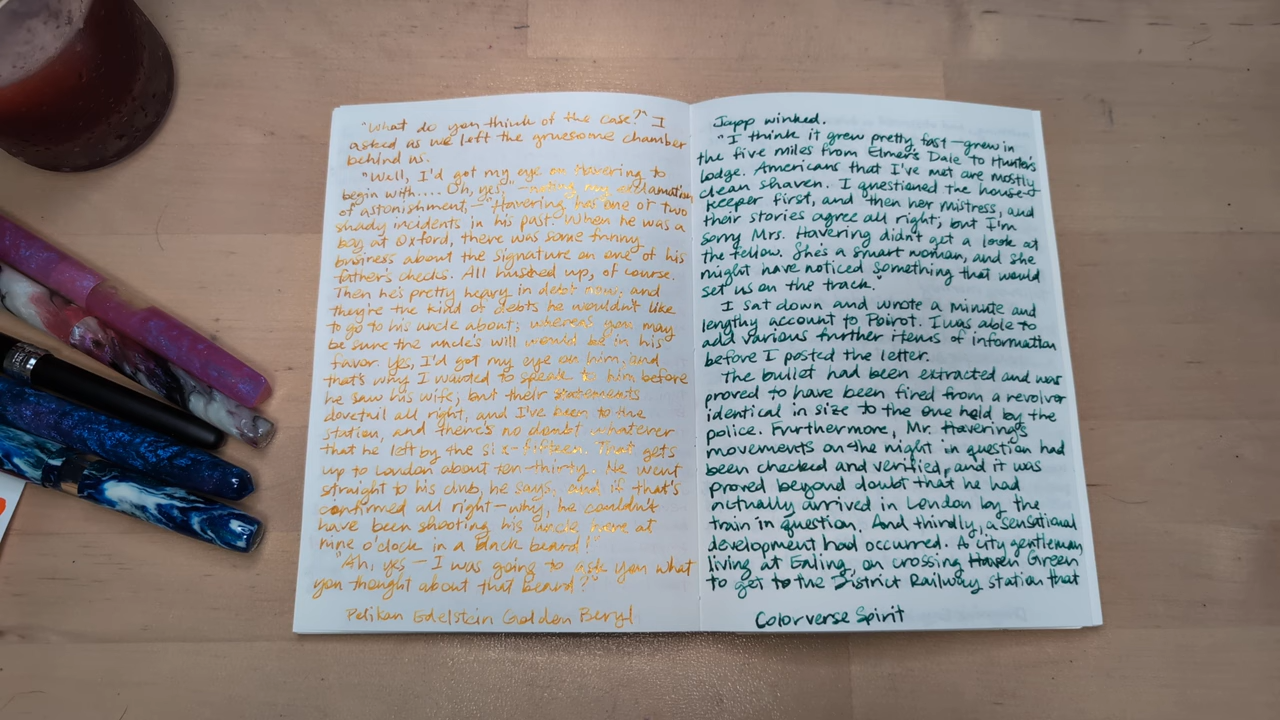 "What do you think of the case?" I
asked as we left the gruesome chamber
behind us.
"Well, I'd got my eye on Havering to
begin with.... Oh, yes," —noting my exclamation
of astonishment,—"Havering has one or two
shady incidents in his past. When he was a
boy at Oxford, there was some funny
business about the signature on one of his
father's checks. All hushed up, of course.
Then he's pretty heavy in debt now, and
they're the kind of debts he wouldn't like
to go to his uncle about; whereas you may
be sure the uncle's will would be in his
favor. Yes, I'd got my eye on him, and
that's why I wanted to speak to him before
he saw his wife; but their statements
dovetail all right, and I've been to the
station, and there's no doubt whatever
that he left by the six-fifteen. That gets
up to London about ten-thirty. He went
straight to his club, he says, and if that's
confirmed all right—why, he couldn't
have been shooting his uncle here at
nine o'clock in a black beard!"
"Ah, yes — I was going to ask you what
you thought about that beard?"
Pelikan Edelstein Golden Beryl
Japp winked.
"I think it grew pretty fast—grew in
the five miles from Elmer's Dale to Hunter's
lodge. Americans that I've met are mostly
clean shaven. I questioned the house-
keeper first, and then her mistress, and
their stories agree all right; but I'm
sorry Mrs. Havering didn't get a look at
the fellow. She's a smart woman, and she
might have noticed something that would
set us on the track."
I sat down and wrote a minute and
lengthy account to Poirot. I was able to
add various further items of information
before I posted the letter.
The bullet had been extracted and was
proved to have been fired from a revolver
identical in size to the one held by the
police. Furthermore, Mr. Havering's
movements on the night in question had
been checked and verified, and it was
proved beyond doubt that he had
actually arrived in London by the
train in question. And thirdly, a sensational
development had occurred. A city gentleman
living at Ealing, on crossing Haven Green
to get to the District Railway station that
Colorverse Spirit